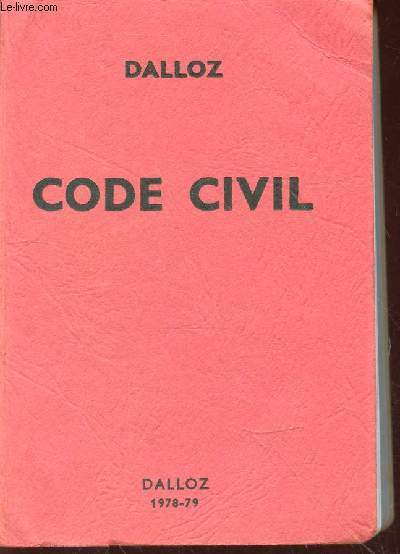 Le-livre.com
DALLOZ
CODE CIVIL
DALLOZ
1978-79